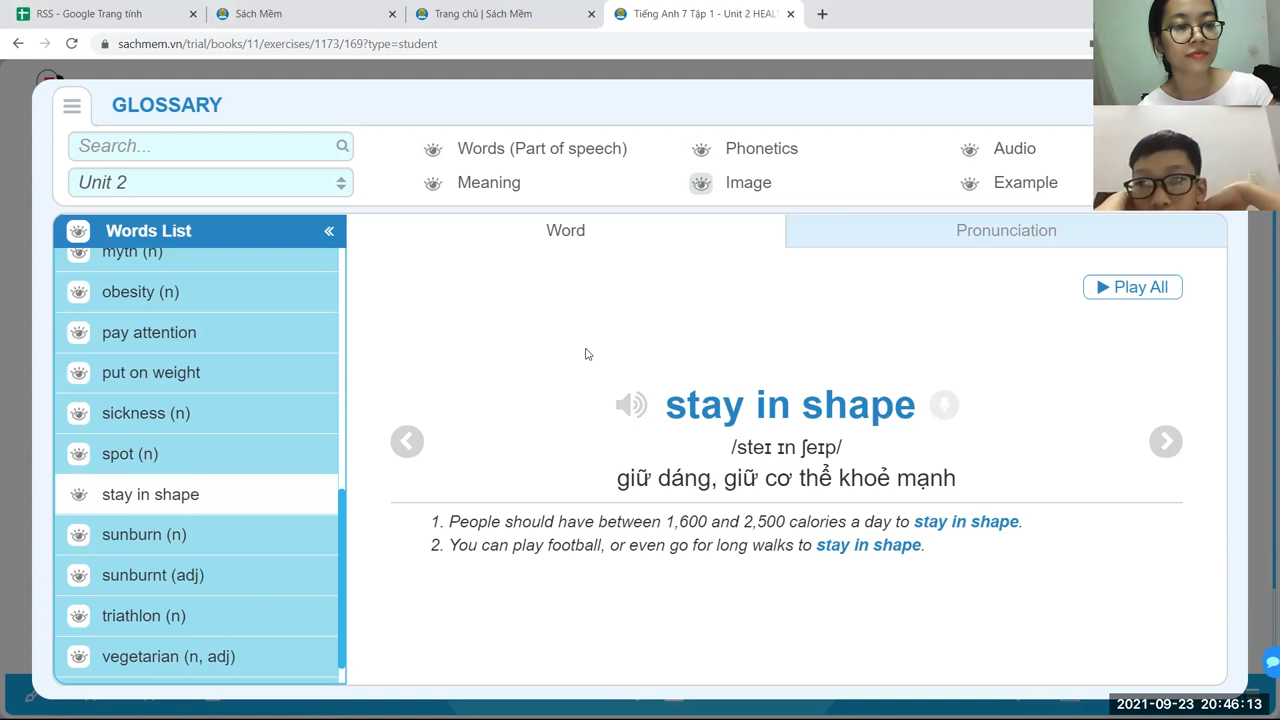 RSS - Google Trang tính
Sách Mềm
Trang chủ | Sách Mềm
Tiếng Anh 7 Tập 1 - Unit 2 HEAL
sachmem.vn/trial/books/11/exercises/1173/169?type=student
GLOSSARY
Search...
Unit 2
Words (Part of speech)
Phonetics
Audio
Meaning
Image
Example
Words List
myth (n)
obesity (n)
pay attention
put on weight
sickness (n)
spot (n)
stay in shape
sunburn (n)
sunburnt (adj)
triathlon (n)
vegetarian (n, adj)
Word
Pronunciation
Play All
stay in shape
/steɪ ɪn ʃeɪp/
giữ dáng, giữ cơ thể khoẻ mạnh
1. People should have between 1,600 and 2,500 calories a day to stay in shape.
2. You can play football, or even go for long walks to stay in shape.
2021-09-23 20:46:13